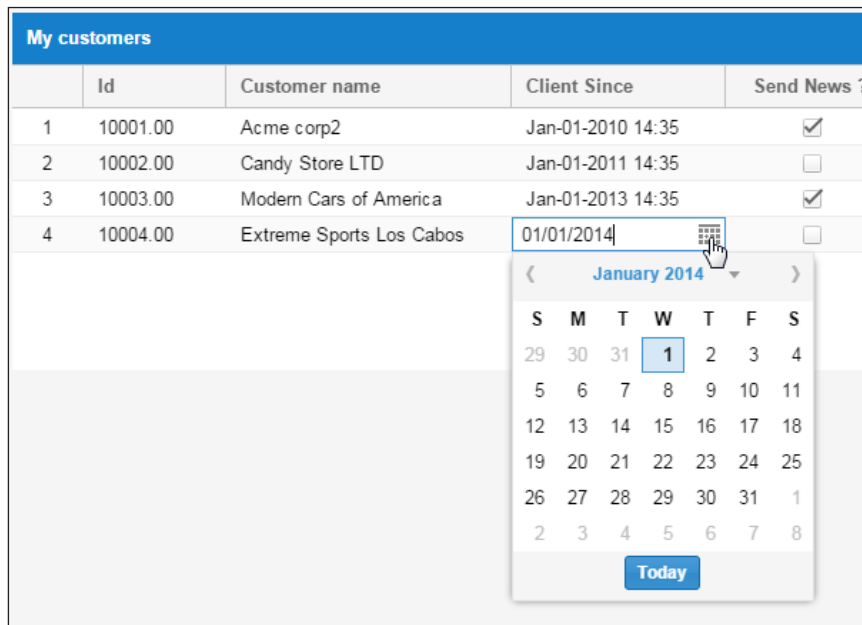 My customers
Id Customer name Client Since Send News ?
1 10001.00 Acme corp2 Jan-01-2010 14:35
2 10002.00 Candy Store LTD Jan-01-2011 14:35
3 10003.00 Modern Cars of America Jan-01-2013 14:35
4 10004.00 Extreme Sports Los Cabos 01/01/2014
January 2014
S M T W T F S
29 30 31 1 2 3 4
5 6 7 8 9 10 11
12 13 14 15 16 17 18
19 20 21 22 23 24 25
26 27 28 29 30 31 1
2 3 4 5 6 7 8
Today